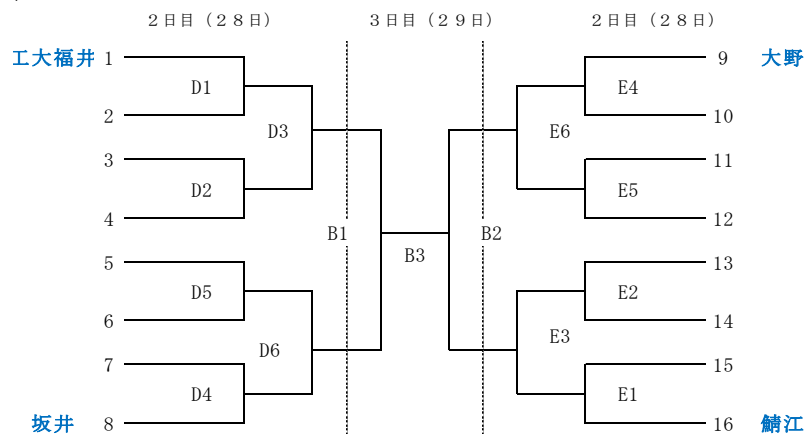 ２日目（２８日） ３日目（２９日） ２日目（２８日）
工大福井 1 9 大野
D1 E4
2 10
D3 E6
3 11
D2 E5
4 12
B1 B2
B3
5 13
D5 E2
6 14
D6 E3
7 15
D4 E1
坂井 8 16 鯖江